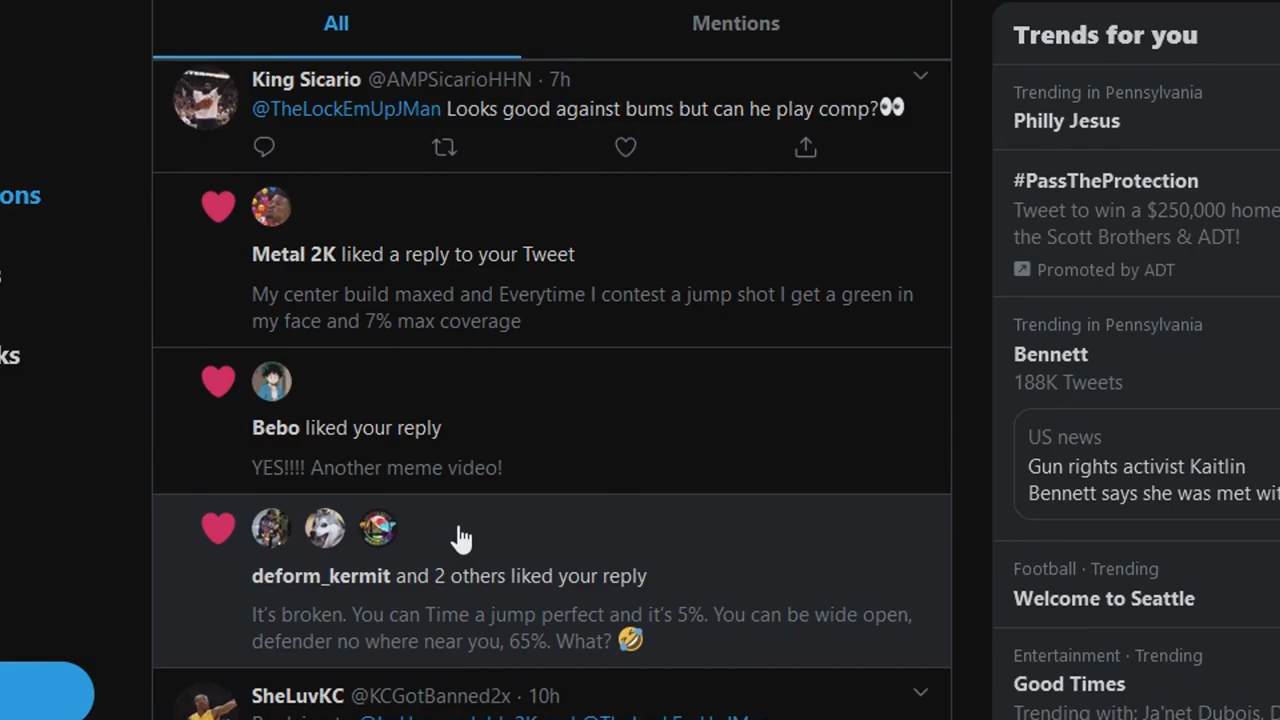 All
Mentions
King Sicario @AMPSicarioHHN · 7h
@TheLockEmUpJMan Looks good against bums but can he play comp?👀
Metal 2K liked a reply to your Tweet
My center build maxed and Everytime I contest a jump shot I get a green in
my face and 7% max coverage
Bebo liked your reply
YES!!!! Another meme video!
deform_kermit and 2 others liked your reply
It's broken. You can Time a jump perfect and it's 5%. You can be wide open,
defender no where near you, 65%. What? 🤣
SheLuvKC @KCGotBanned2x · 10h
ons
ks
Trends for you
Trending in Pennsylvania
Philly Jesus
#PassTheProtection
Tweet to win a $250,000 home
the Scott Brothers & ADT!
Promoted by ADT
Trending in Pennsylvania
Bennett
188K Tweets
US news
Gun rights activist Kaitlin
Bennett says she was met wit
Football · Trending
Welcome to Seattle
Entertainment · Trending
Good Times
Trending with: Ja'net Dubois,